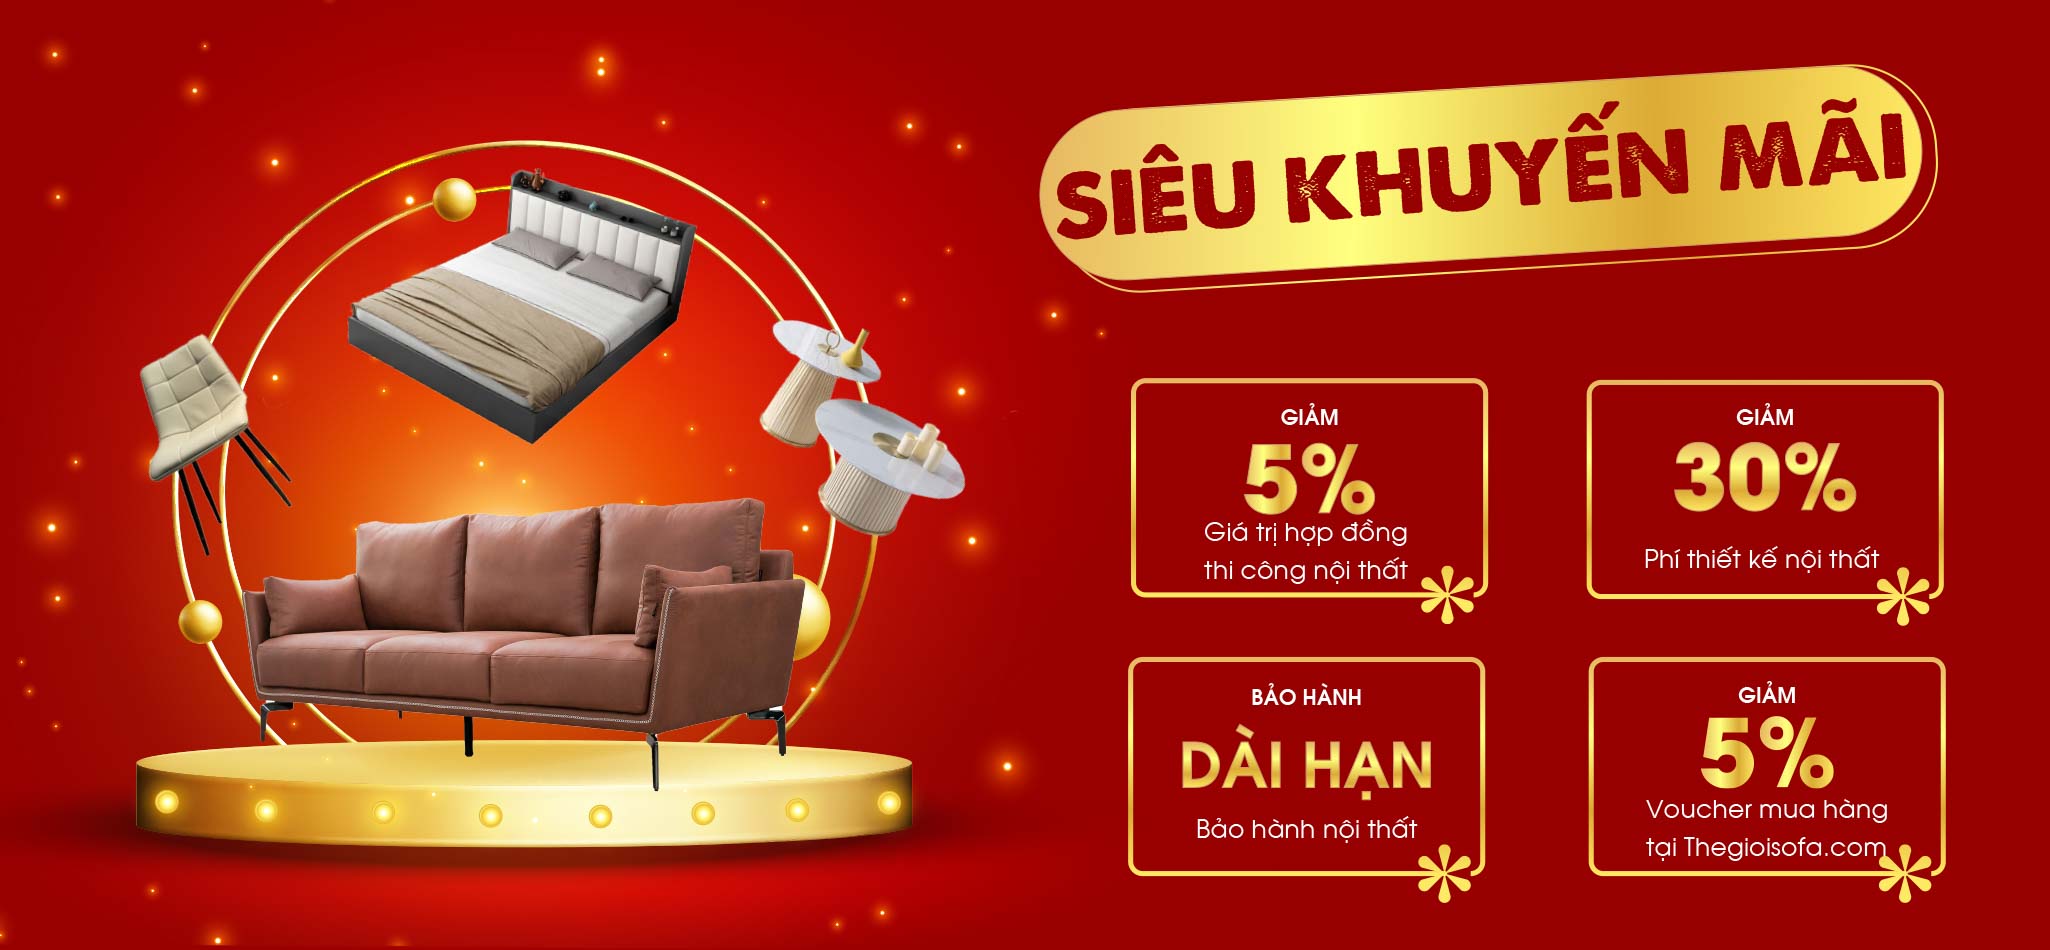 SIÊU KHUYẾN MÃI
GIẢM
5%
Giá trị hợp đồng
thi công nội thất
GIẢM
30%
Phí thiết kế nội thất
BẢO HÀNH
DÀI HẠN
Bảo hành nội thất
GIẢM
5%
Voucher mua hàng
tại Thegioisofa.com